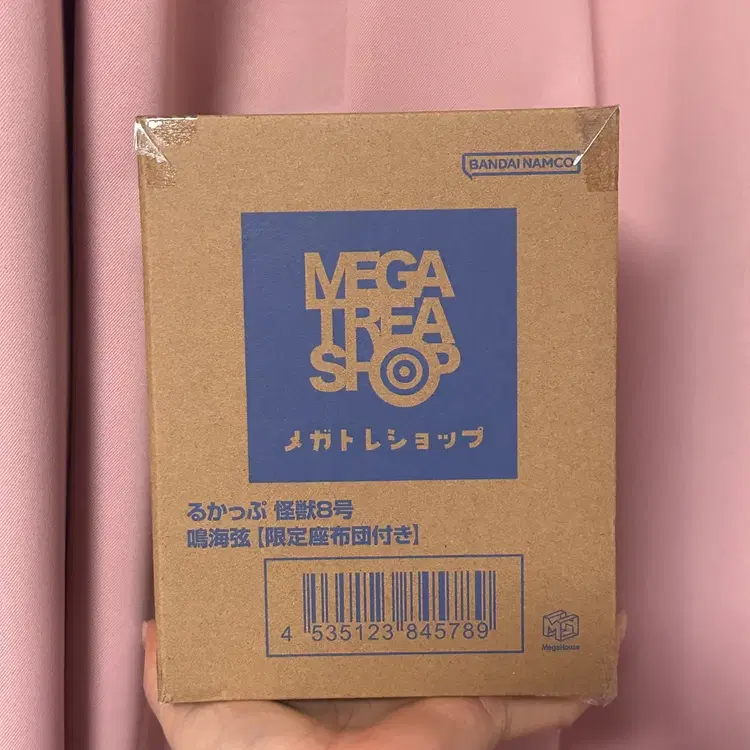 BANDAI NAMCO
MEGA
TREA
SHOP
メガトレショップ
るかっぷ 怪獣8号
鳴海弦【限定座布団付き】
4 535123 845789
MegaHouse